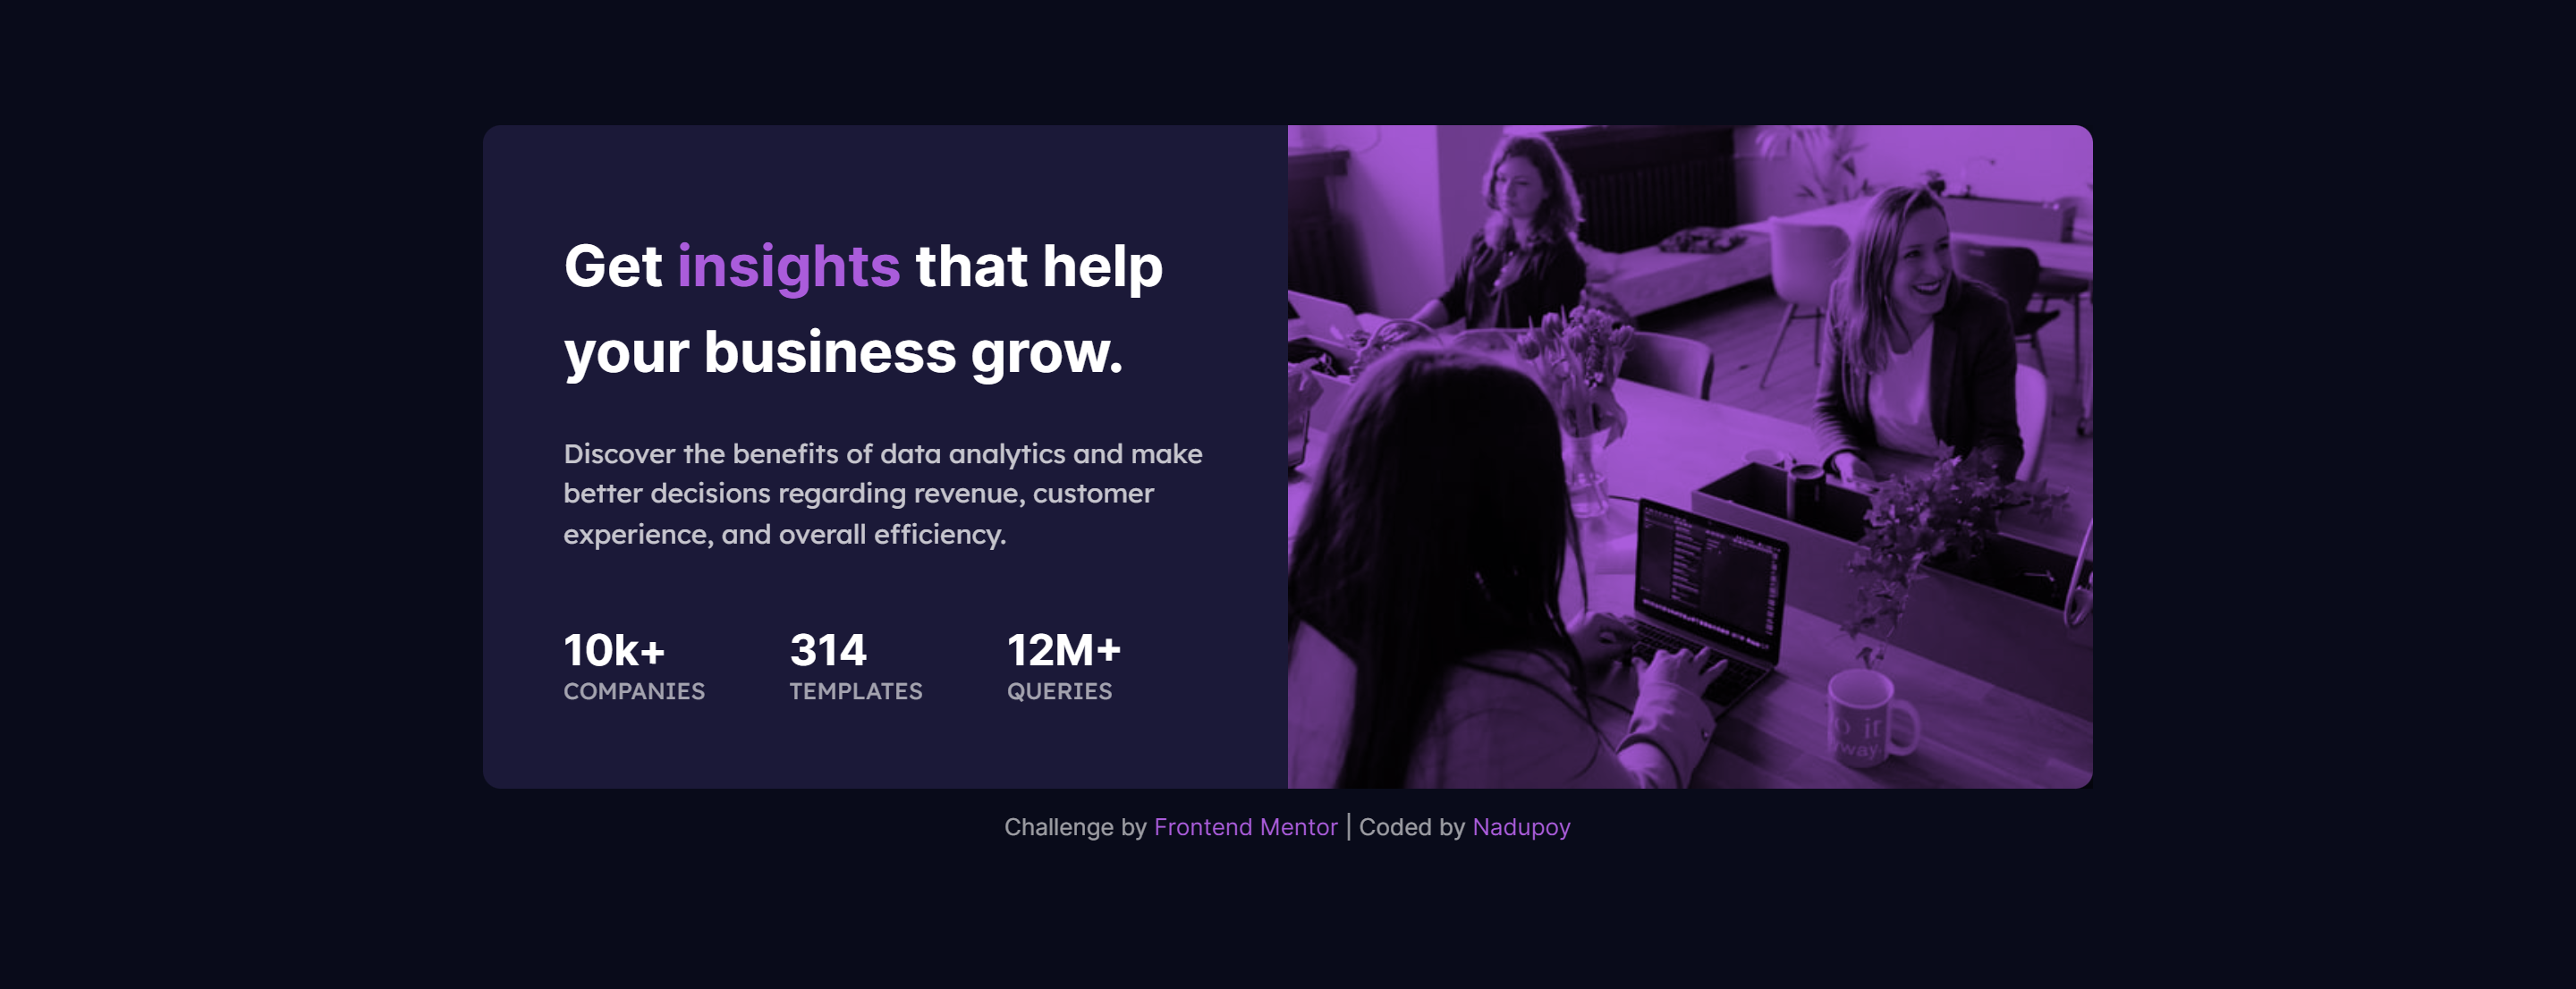 Get insights that help
your business grow.
Discover the benefits of data analytics and make
better decisions regarding revenue, customer
experience, and overall efficiency.
10k+ 314 12M+
COMPANIES TEMPLATES QUERIES
Challenge by Frontend Mentor | Coded by Nadupoy